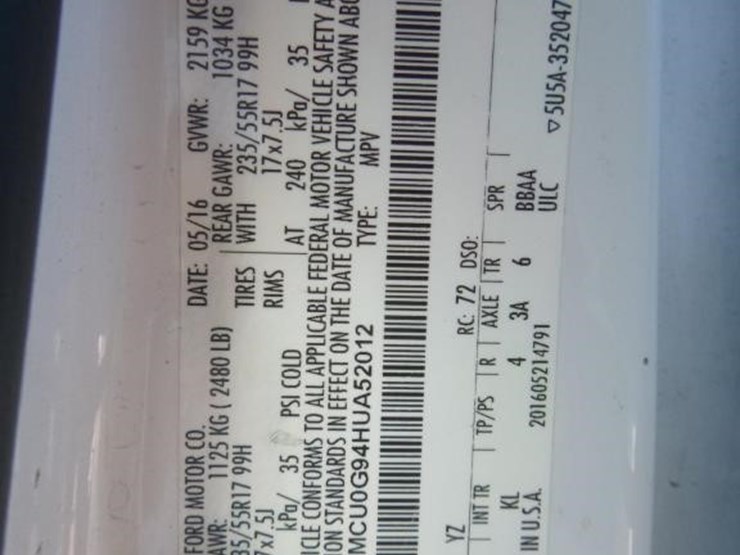 FORD MOTOR CO. DATE: 05/16 GVWR: 2159 KG
AWR: 1125 KG ( 2480 LB) REAR GAWR: 1034 KG
35/55R17 99H TIRES WITH 235/55R17 99H
7x7.5J RIMS 17x7.5J
kPa/ 35 PSI COLD AT 240 kPa/ 35
ICLE CONFORMS TO ALL APPLICABLE FEDERAL MOTOR VEHICLE SAFETY A
ION STANDARDS IN EFFECT ON THE DATE OF MANUFACTURE SHOWN ABO
MCU0G94HUA52012 TYPE: MPV
YZ RC: 72 DSO:
INT TR TP/PS R AXLE TR SPR
KL 4 3A 6 BBAA
IN U.S.A. 201605214791 ULC ▽5U5A-352047